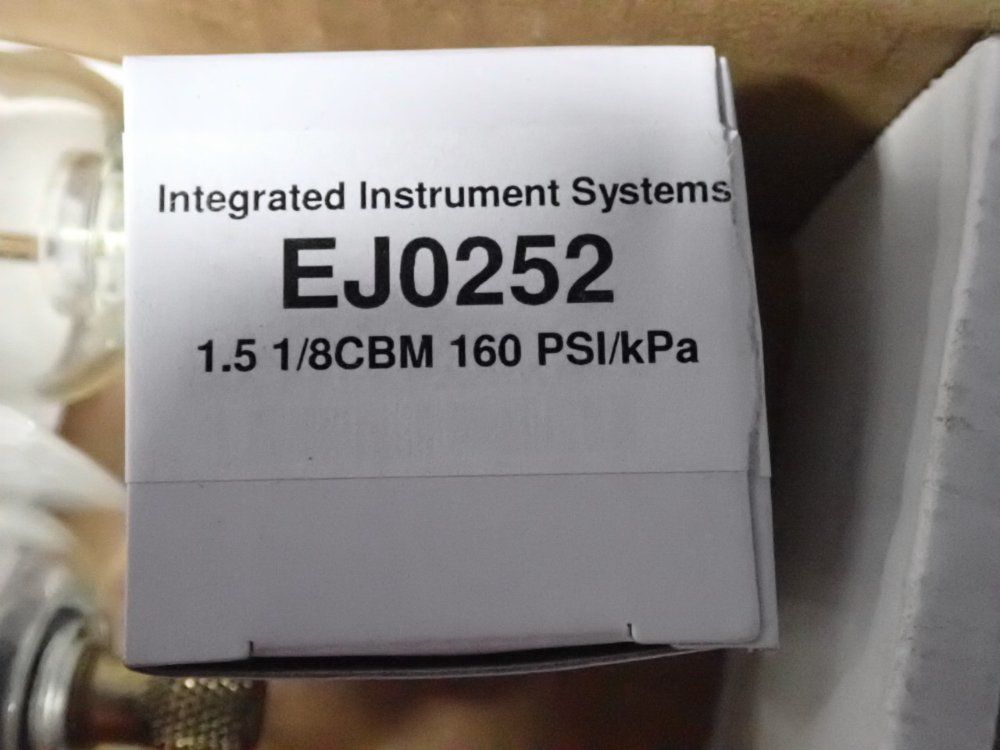 Integrated Instrument Systems
EJ0252
1.5 1/8CBM 160 PSI/kPa